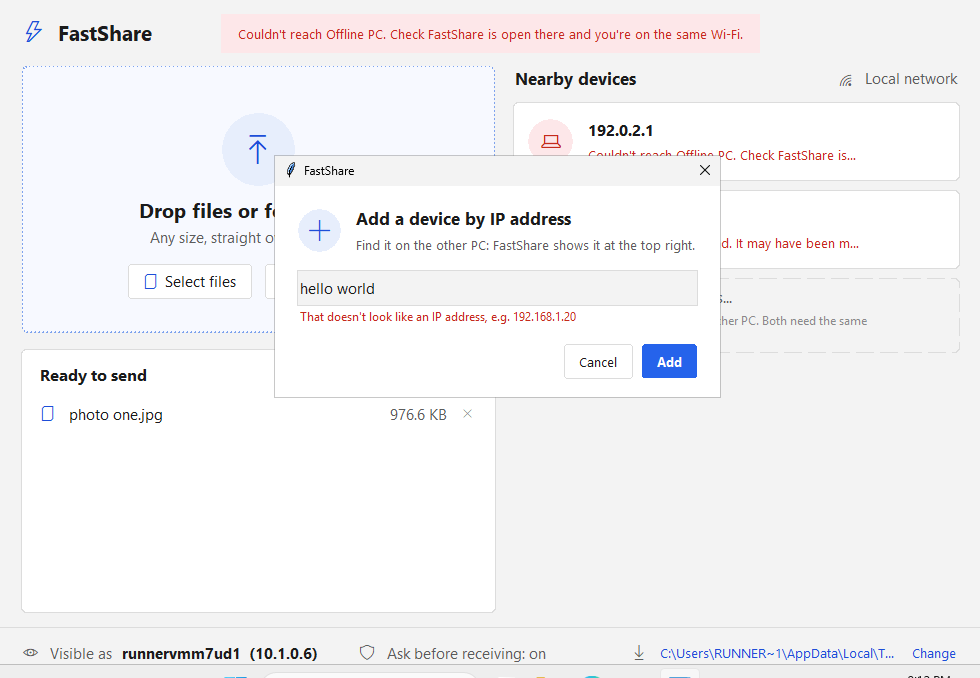 FastShare
Couldn't reach Offline PC. Check FastShare is open there and you're on the same Wi-Fi.
Nearby devices
Local network
192.0.2.1
Couldn't reach Offline PC. Check FastShare is...
FastShare
Drop files or f
Any size, straight o
Select files
Add a device by IP address
Find it on the other PC: FastShare shows it at the top right.
hello world
That doesn't look like an IP address, e.g. 192.168.1.20
Cancel
Add
d. It may have been m...
her PC. Both need the same
Ready to send
photo one.jpg
976.6 KB
Visible as runnervmm7ud1 (10.1.0.6)
Ask before receiving: on
C:\Users\RUNNER~1\AppData\Local\T...
Change